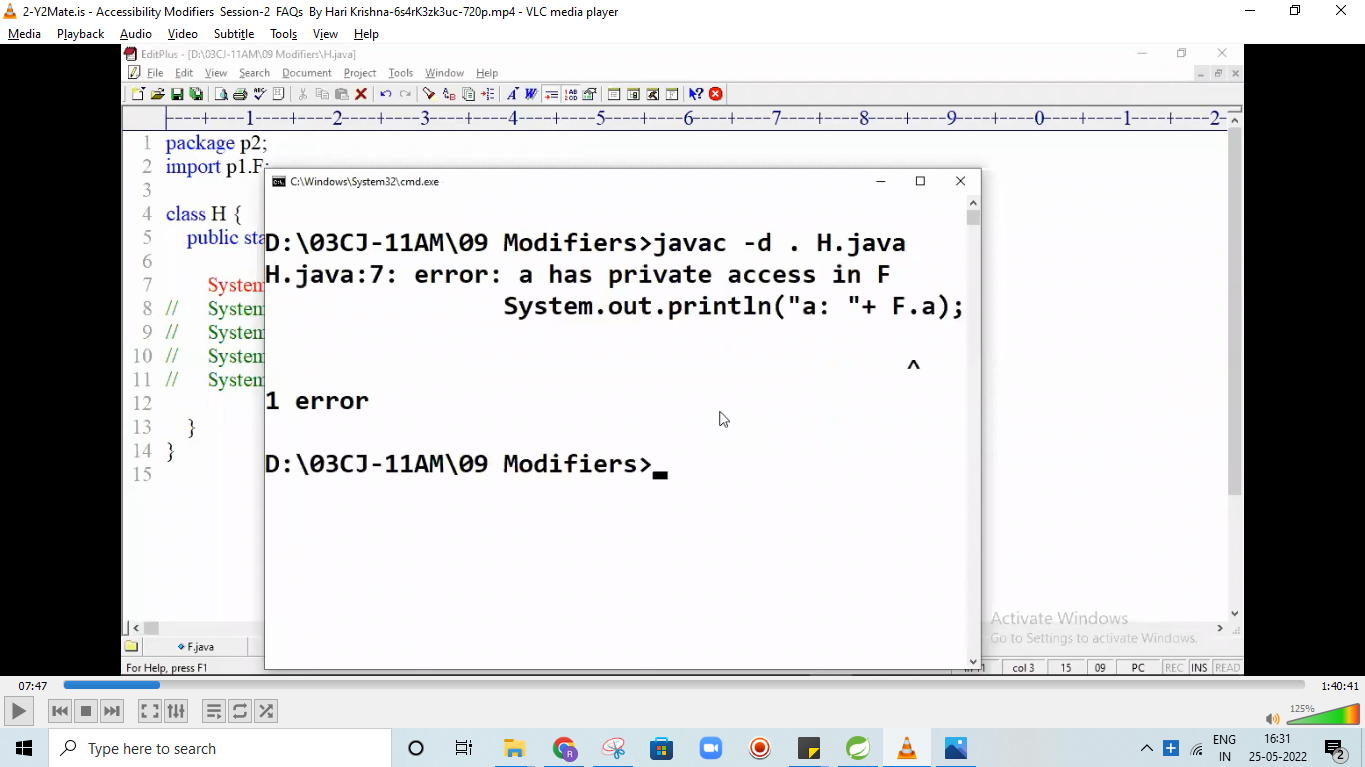 2-Y2Mate.is - Accessibility Modifiers Session-2 FAQs By Hari Krishna-6s4rK3zk3uc-720p.mp4 - VLC media player
Media Playback Audio Video Subtitle Tools View Help
EditPlus - [D:\03CJ-11AM\09 Modifiers\H.java]
File Edit View Search Document Project Tools Window Help
----+----1----+----2----+----3----+----4----+----5----+----6----+----7----+----8----+----9----+----0----+----1----+----2-
1 package p2;
2 import p1.F;
3
4 class H {
5 public sta
6
7 System
8 // System
9 // System
10 // System
11 // System
12
13 }
14 }
15
C:\Windows\System32\cmd.exe
D:\03CJ-11AM\09 Modifiers>javac -d . H.java
H.java:7: error: a has private access in F
System.out.println("a: "+ F.a);
^
1 error
D:\03CJ-11AM\09 Modifiers>
Activate Windows
Go to Settings to activate Windows.
F.java
For Help, press F1
col 3 15 09 PC REC INS READ
07:47
1:40:41
125%
Type here to search
ENG
IN
16:31
25-05-2022
2